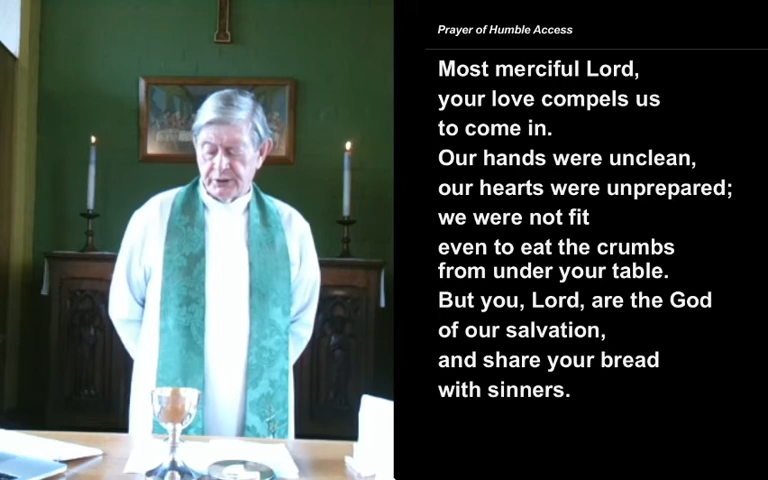 Prayer of Humble Access
Most merciful Lord,
your love compels us
to come in.
Our hands were unclean,
our hearts were unprepared;
we were not fit
even to eat the crumbs
from under your table.
But you, Lord, are the God
of our salvation,
and share your bread
with sinners.